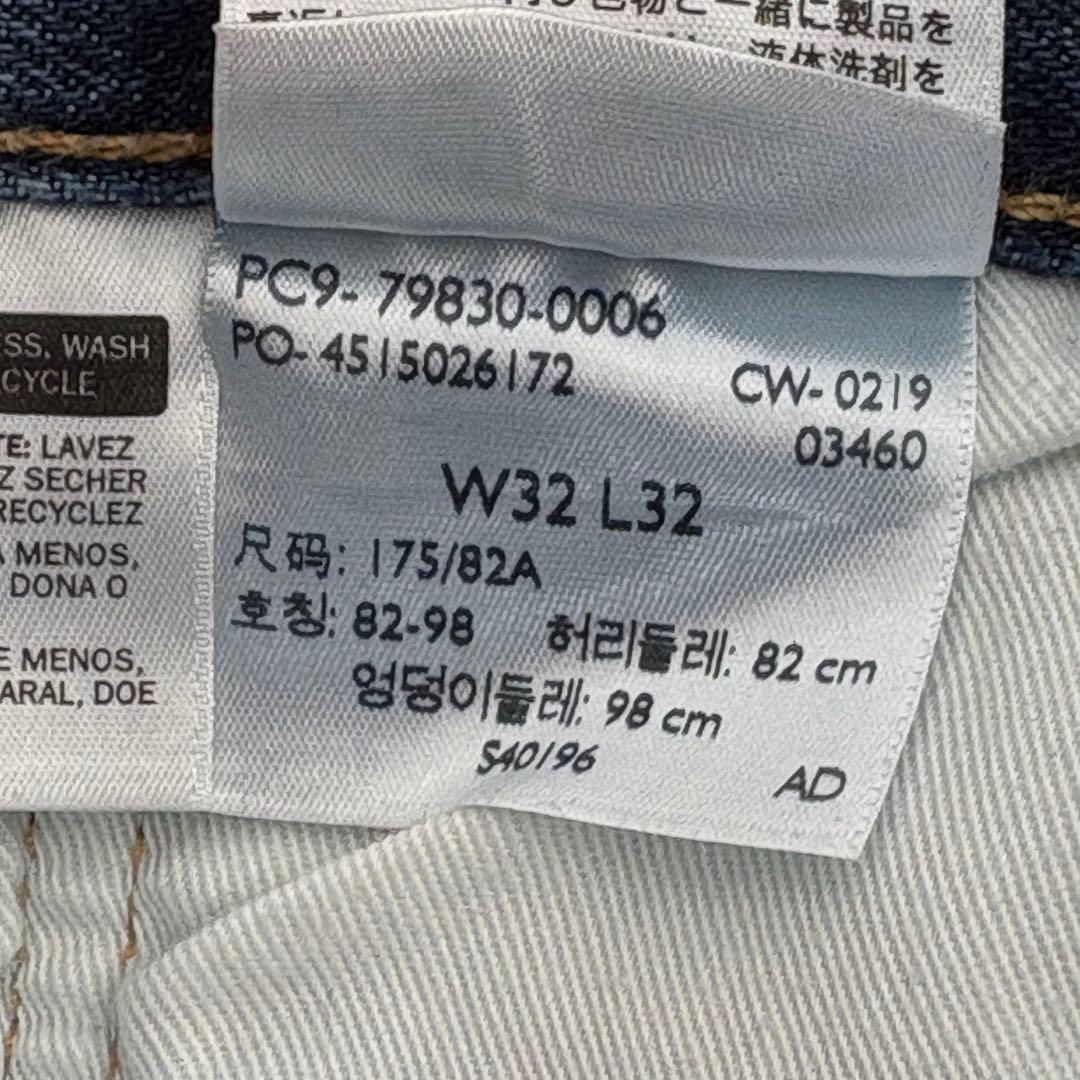 緒に製品を
液体洗剤を
PC9- 79830-0006
PO- 4515026172
CW- 0219
03460
W32 L32
尺码: 175/82A
호칭: 82-98 허리둘레: 82 cm
엉덩이둘레: 98 cm
S40196
AD
SS. WASH
CYCLE
TE: LAVEZ
Z SECHER
RECYCLEZ
A MENOS,
DONA O
E MENOS,
ARAL, DOE